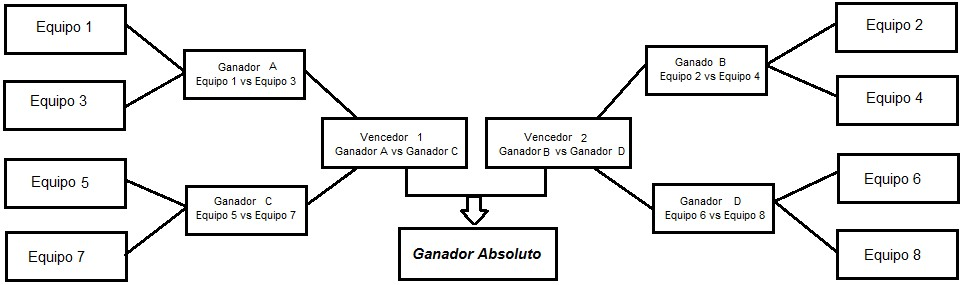 Equipo 1
Equipo 2
Ganador A
Equipo 1 vs Equipo 3
Ganado B
Equipo 2 vs Equipo 4
Equipo 3
Equipo 4
Vencedor 1
Ganador A vs Ganador C
Vencedor 2
Ganador B vs Ganador D
Equipo 5
Equipo 6
Ganador C
Equipo 5 vs Equipo 7
Ganador D
Equipo 6 vs Equipo 8
Equipo 7
Equipo 8
Ganador Absoluto